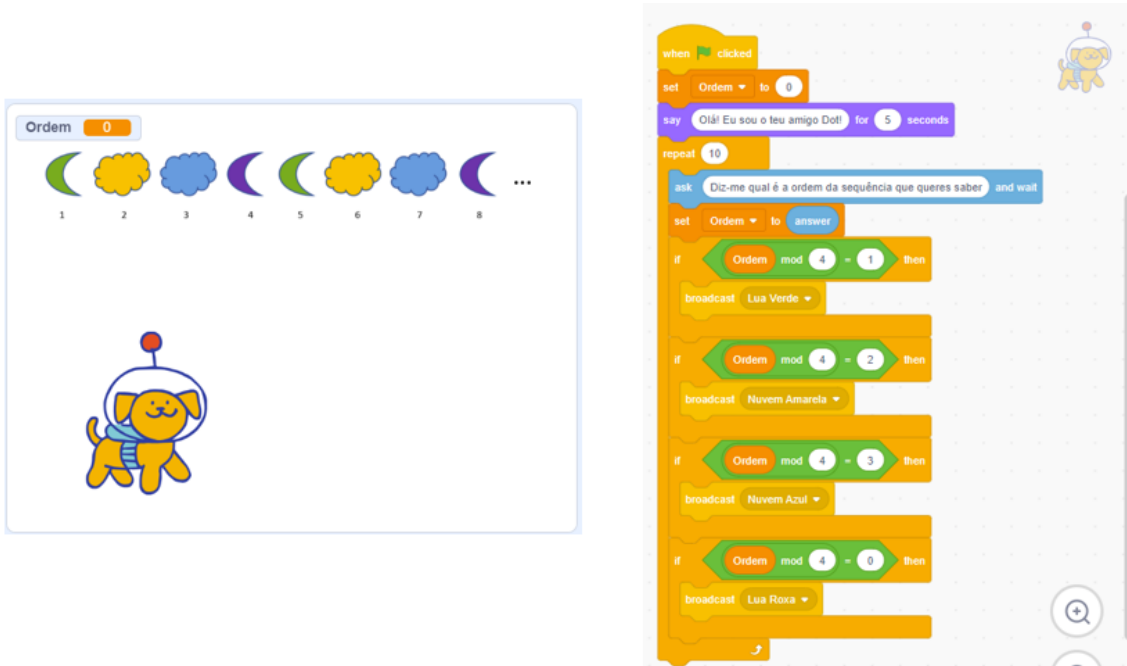 Ordem 0
...
1 2 3 4 5 6 7 8
when clicked
set Ordem to 0
say Olá! Eu sou o teu amigo Dot! for 5 seconds
repeat 10
ask Diz-me qual é a ordem da sequência que queres saber and wait
set Ordem to answer
if Ordem mod 4 = 1 then
broadcast Lua Verde
if Ordem mod 4 = 2 then
broadcast Nuvem Amarela
if Ordem mod 4 = 3 then
broadcast Nuvem Azul
if Ordem mod 4 = 0 then
broadcast Lua Roxa